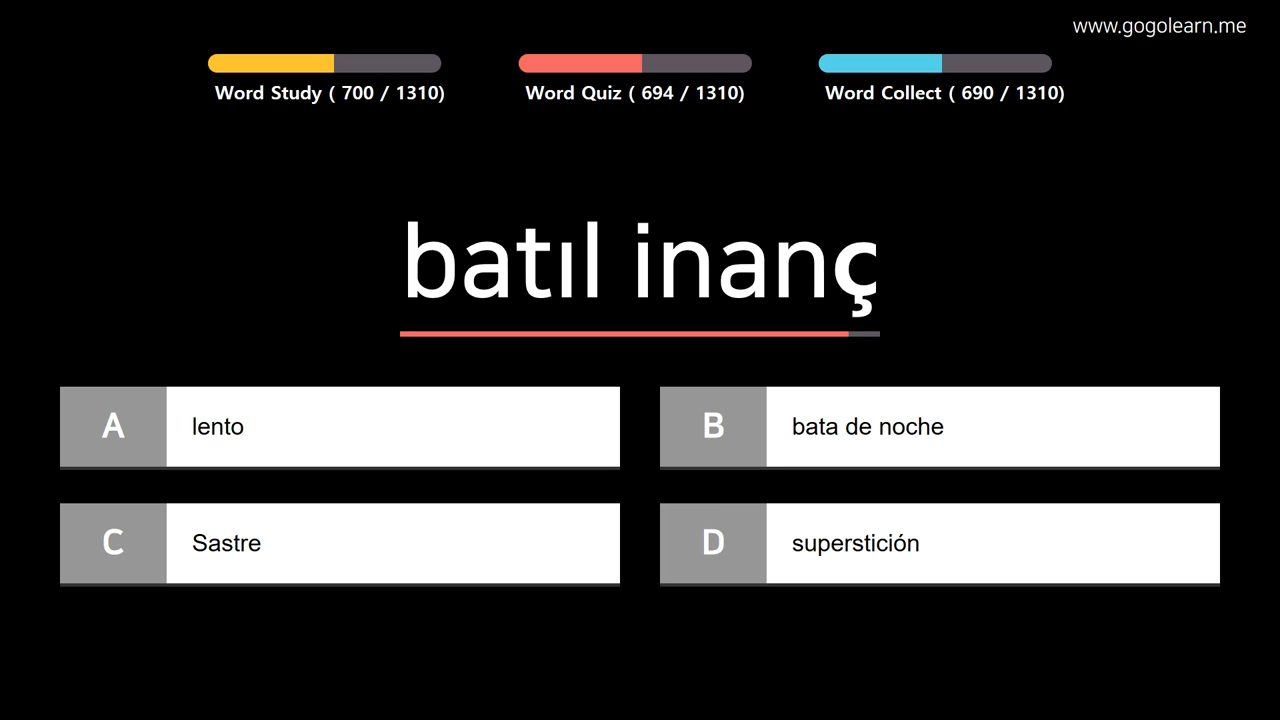 www.gogolearn.me
Word Study ( 700 / 1310)
Word Quiz ( 694 / 1310)
Word Collect ( 690 / 1310)
batıl inanç
A
lento
B
bata de noche
C
Sastre
D
superstición